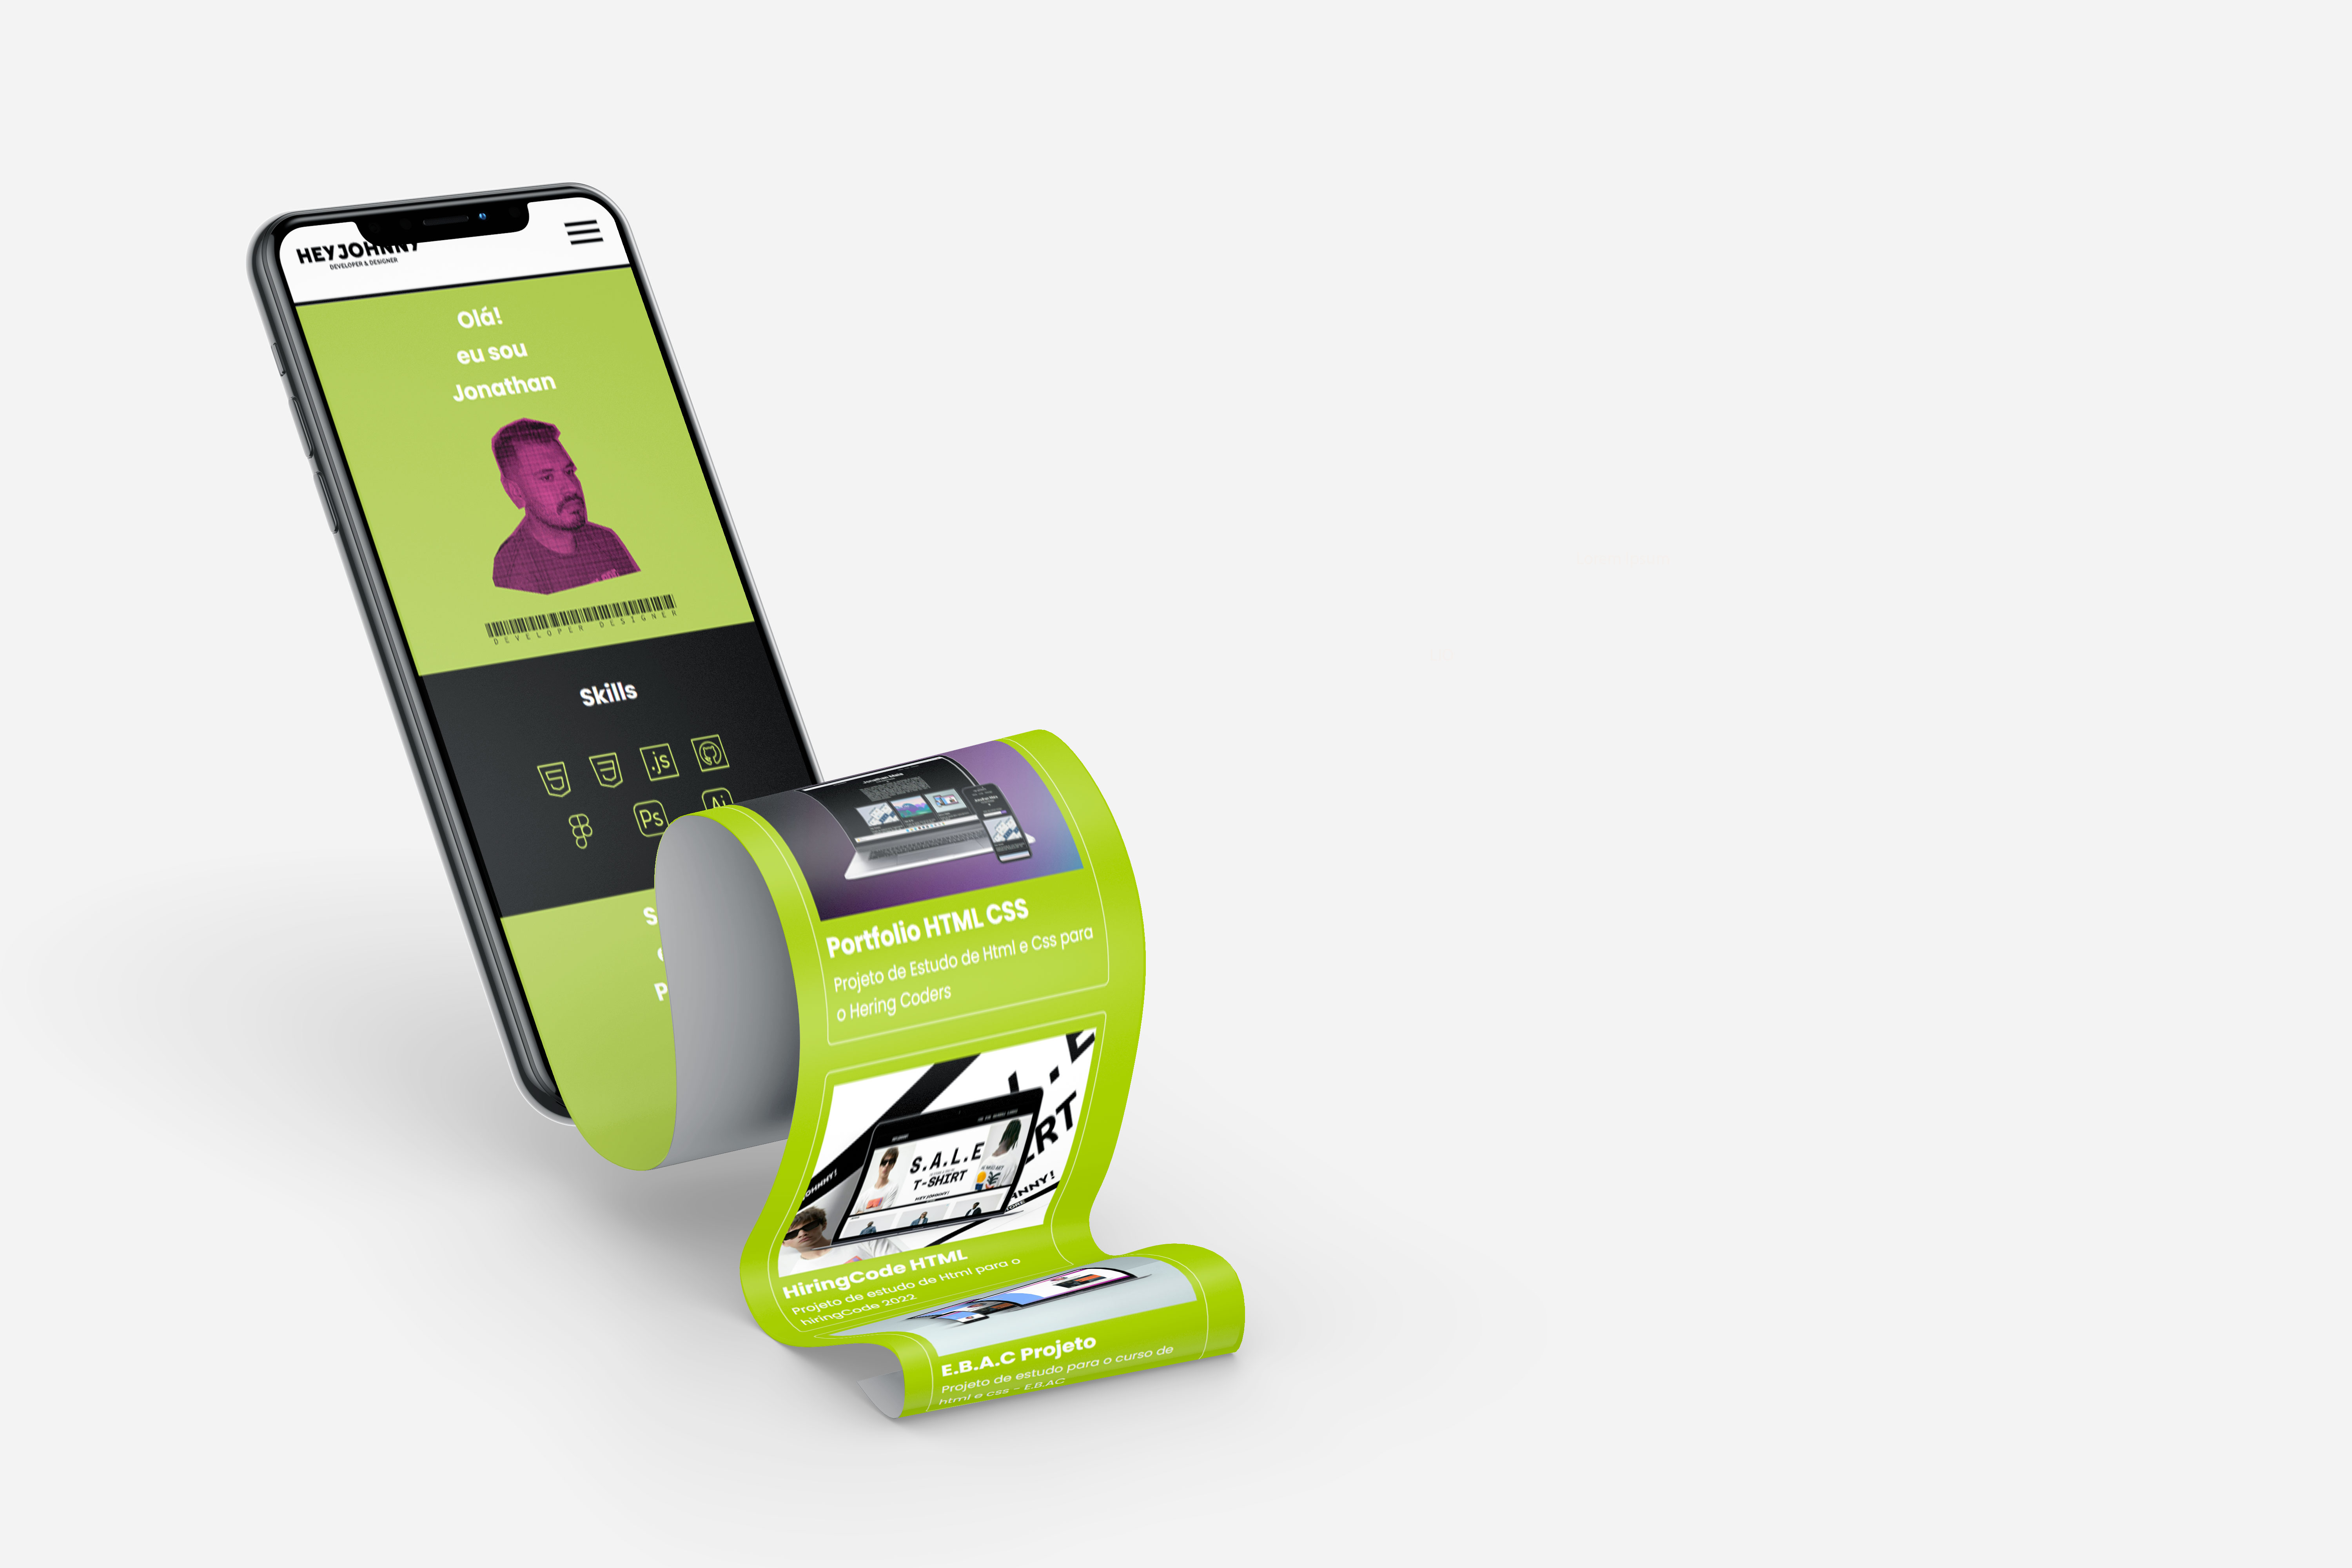 HEYJOHNNY
DEVELOPER & DESIGNER
Olá!
eu sou
Jonathan
DEVELOPER DESIGNER
Skills
.js
Ps
Ai
S
P
Portfolio HTML CSS
Projeto de Estudo de Html e Css para
o Hering Coders
S.A.L.E
T-SHIRT
HEYJOHNNY!
HiringCode HTML
Projeto de estudo de Html para o
hiringCode 2022
E.B.A.C Projeto
Projeto de estudo para o curso de
html e css - E.B.AC